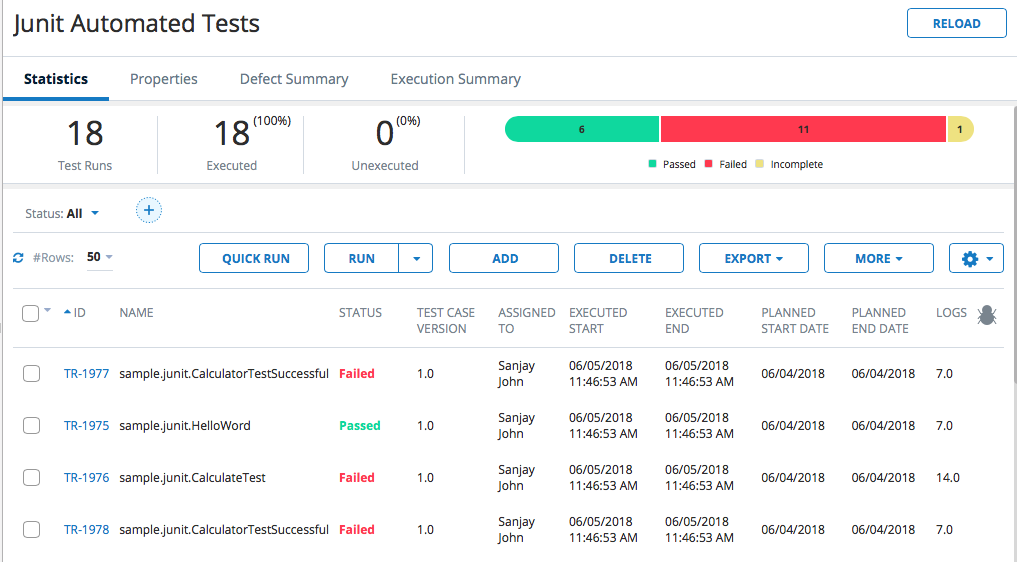 Junit Automated Tests
RELOAD
Statistics Properties Defect Summary Execution Summary
18 18 (100%) 0 (0%)
Test Runs Executed Unexecuted
6 11 1
Passed Failed Incomplete
Status: All +
#Rows: 50 QUICK RUN RUN ADD DELETE EXPORT MORE
ID NAME STATUS TEST CASE ASSIGNED EXECUTED EXECUTED PLANNED PLANNED LOGS
VERSION TO START END START DATE END DATE
TR-1977 sample.junit.CalculatorTestSuccessful Failed 1.0 Sanjay 06/05/2018 06/05/2018 06/04/2018 06/04/2018 7.0
John 11:46:53 AM 11:46:53 AM
TR-1975 sample.junit.HelloWord Passed 1.0 Sanjay 06/05/2018 06/05/2018 06/04/2018 06/04/2018 7.0
John 11:46:53 AM 11:46:53 AM
TR-1976 sample.junit.CalculateTest Failed 1.0 Sanjay 06/05/2018 06/05/2018 06/04/2018 06/04/2018 14.0
John 11:46:53 AM 11:46:53 AM
TR-1978 sample.junit.CalculatorTestSuccessful Failed 1.0 Sanjay 06/05/2018 06/05/2018 06/04/2018 06/04/2018 7.0
John 11:46:53 AM 11:46:53 AM